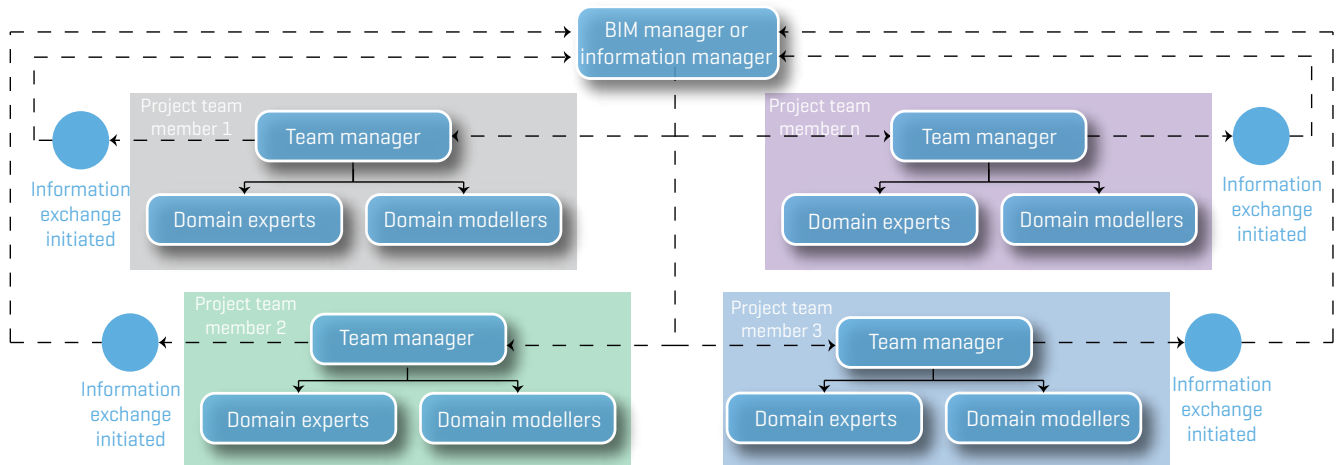 BIM manager or
information manager
Project team
member 1
Team manager
Domain experts
Domain modellers
Information
exchange
initiated
Project team
member n
Team manager
Domain experts
Domain modellers
Information
exchange
initiated
Project team
member 2
Team manager
Domain experts
Domain modellers
Information
exchange
initiated
Project team
member 3
Team manager
Domain experts
Domain modellers
Information
exchange
initiated